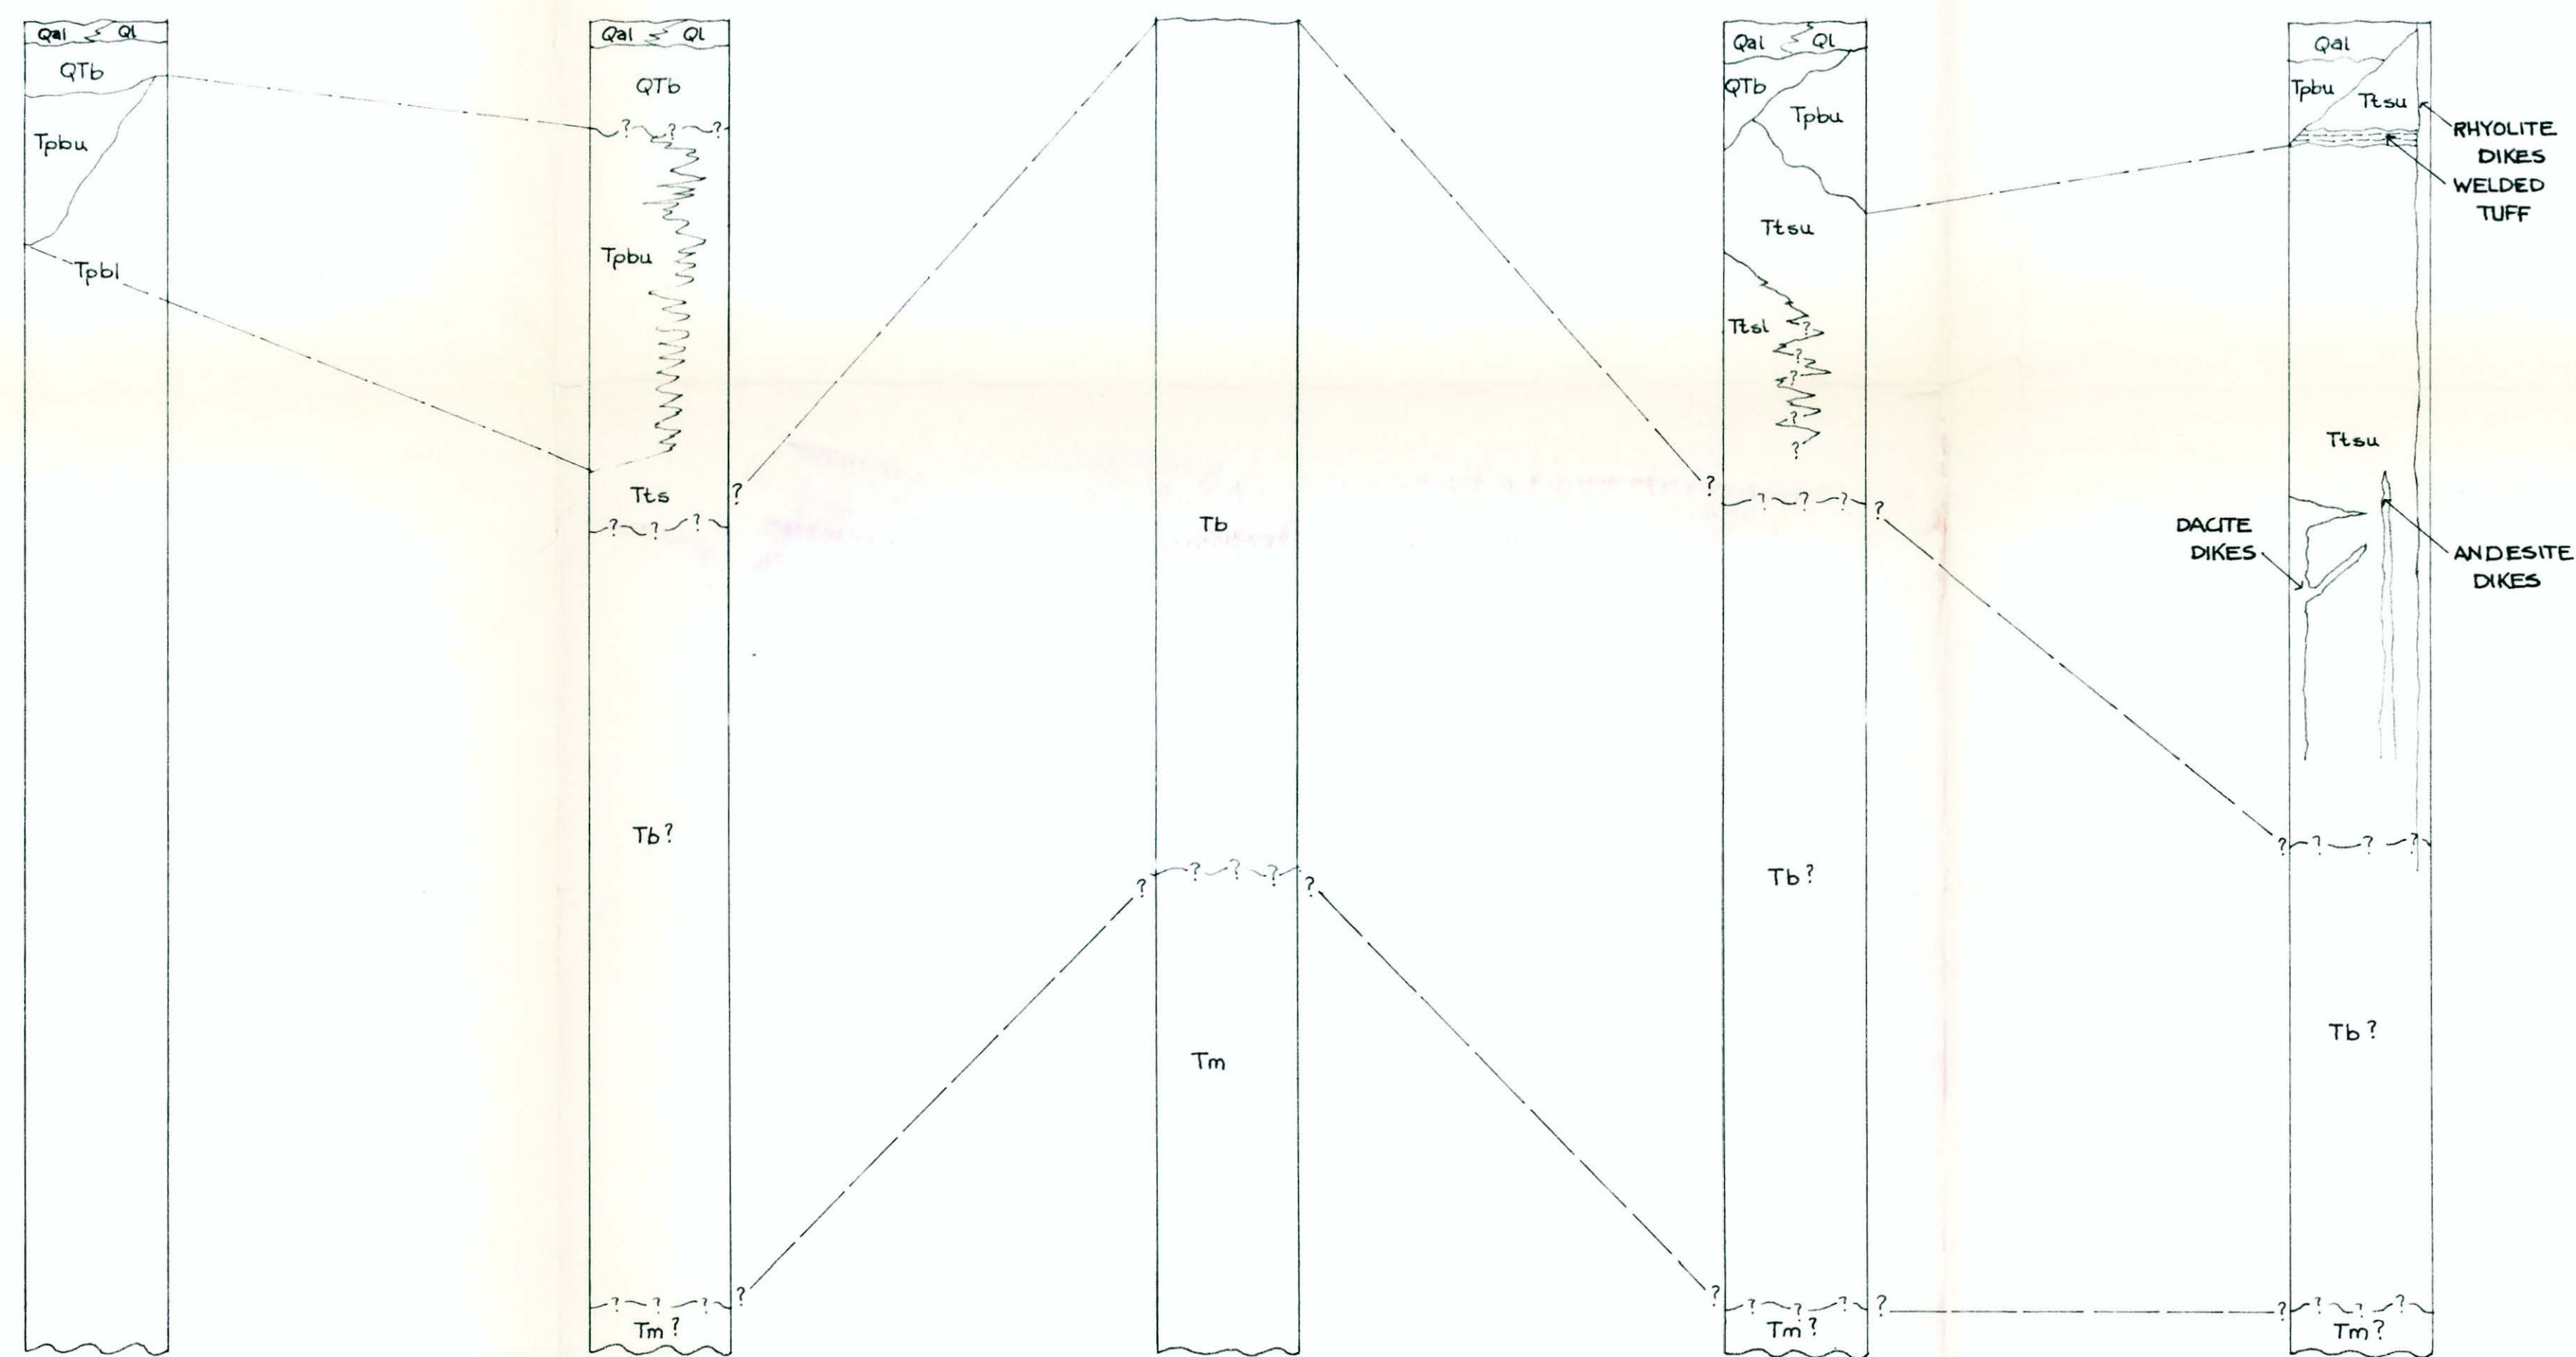 Qal Ql
QTb
Tpbu
Tpbl
Qal Ql
QTb
? ? ?
Tpbu
Tts
? ? ?
?
Tb?
? ? ?
?
Tm?
Tb
? ? ?
?
?
Tm
Qal Ql
QTb
Tpbu
Ttsu
Ttsl
?
?
?
?
?
?
? ? ?
?
Tb?
?
? ? ?
?
Tm?
Qal
Tpbu
Ttsu
RHYOLITE
DIKES
WELDED
TUFF
Ttsu
DACITE
DIKES
ANDESITE
DIKES
?
? ? ?
Tb?
?
? ? ?
Tm?